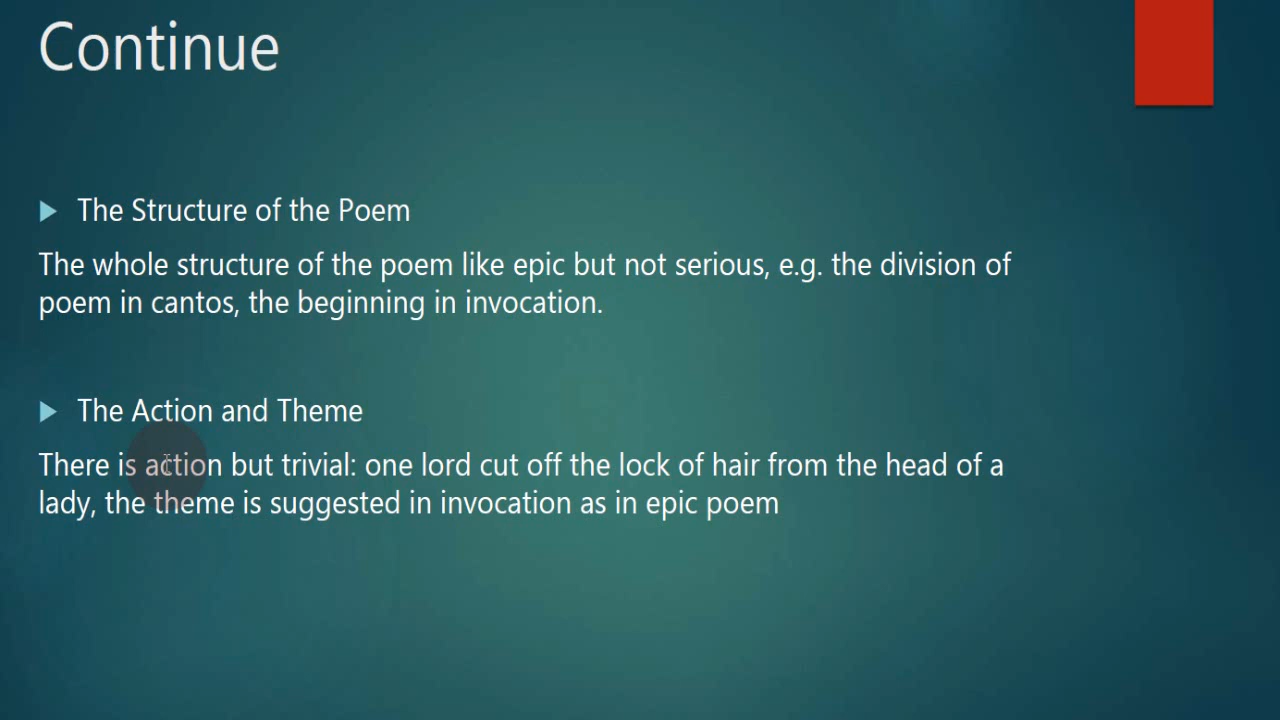 Continue
The Structure of the Poem
The whole structure of the poem like epic but not serious, e.g. the division of
poem in cantos, the beginning in invocation.
The Action and Theme
There is action but trivial: one lord cut off the lock of hair from the head of a
lady, the theme is suggested in invocation as in epic poem